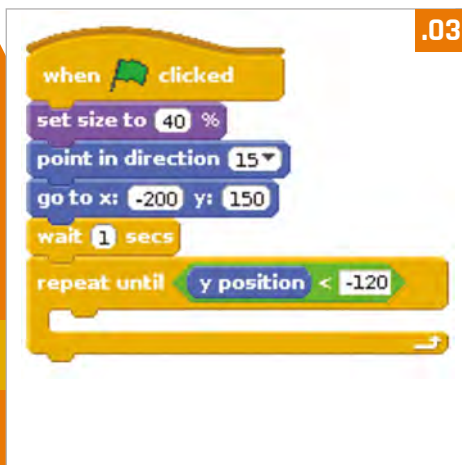 .03
when clicked
set size to 40 %
point in direction 15
go to x: -200 y: 150
wait 1 secs
repeat until y position < -120